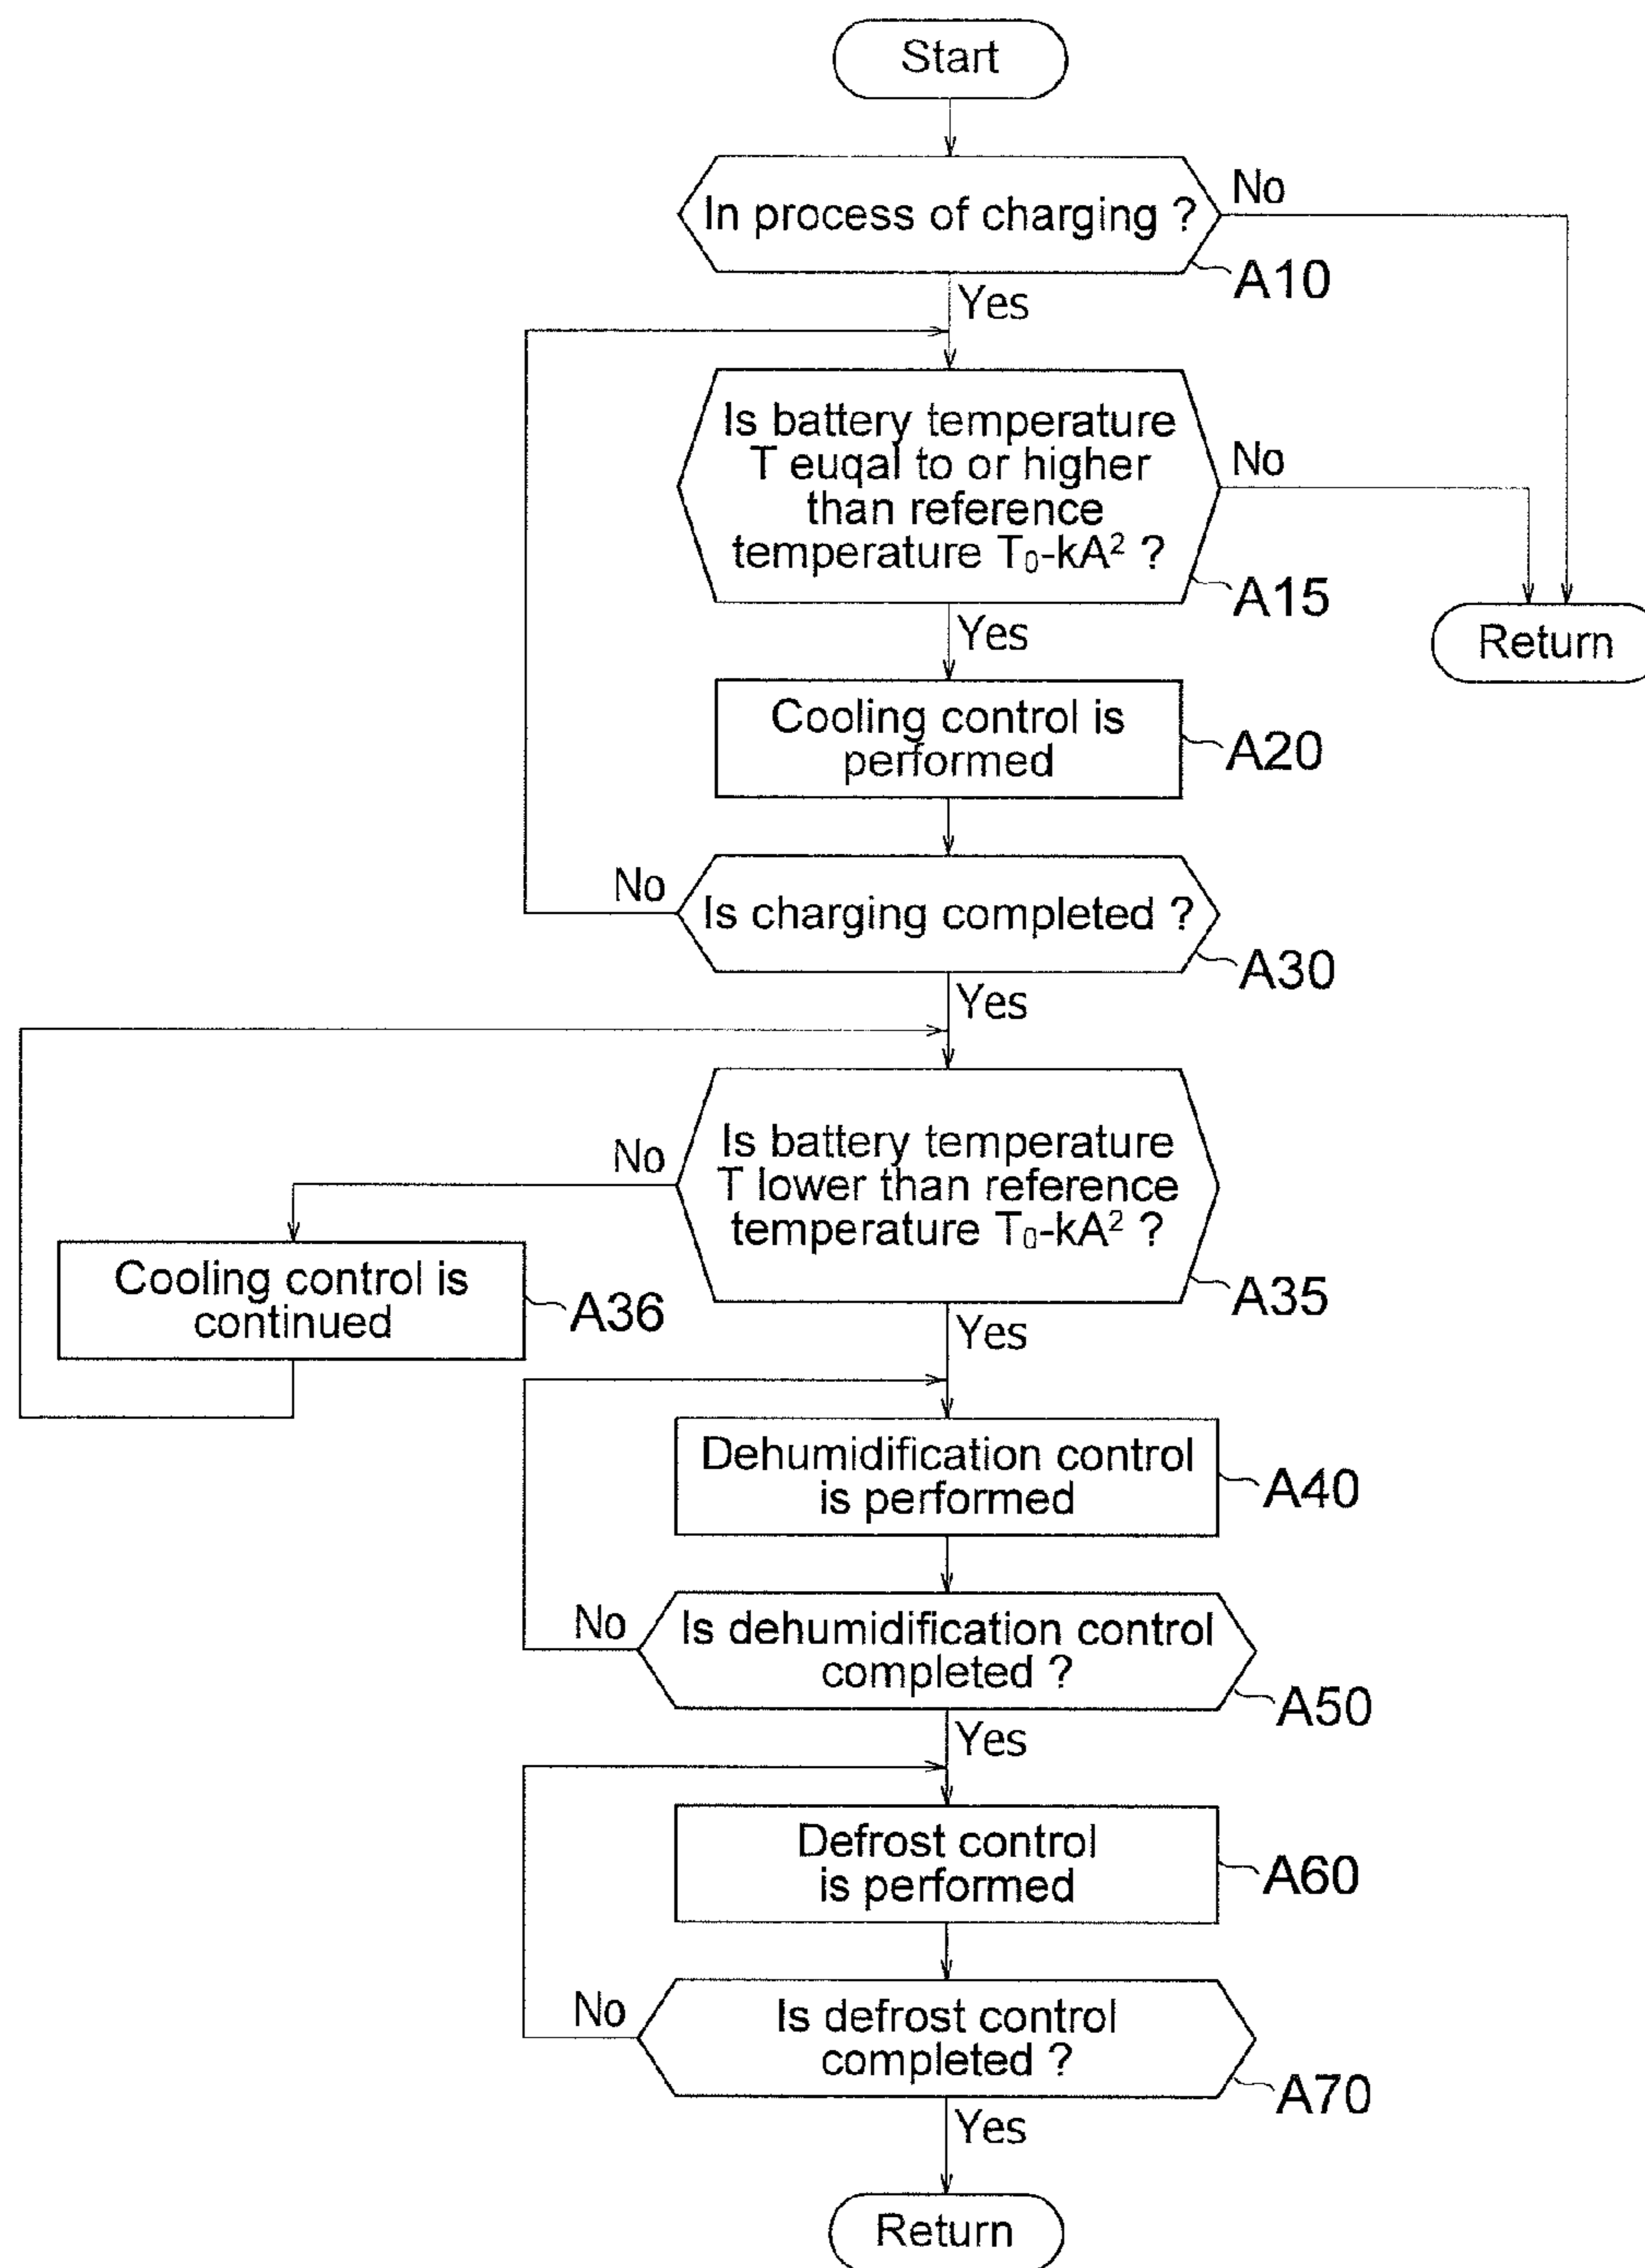 Start
In process of charging ?
No
A10
Yes
Is battery temperature
T euqal to or higher
than reference
temperature T₀-kA² ?
No
A15
Yes
Return
Cooling control is
performed
A20
No
Is charging completed ?
A30
Yes
Is battery temperature
T lower than reference
temperature T₀-kA² ?
No
A35
Cooling control is
continued
A36
Yes
Dehumidification control
is performed
A40
No
Is dehumidification control
completed ?
A50
Yes
Defrost control
is performed
A60
No
Is defrost control
completed ?
A70
Yes
Return